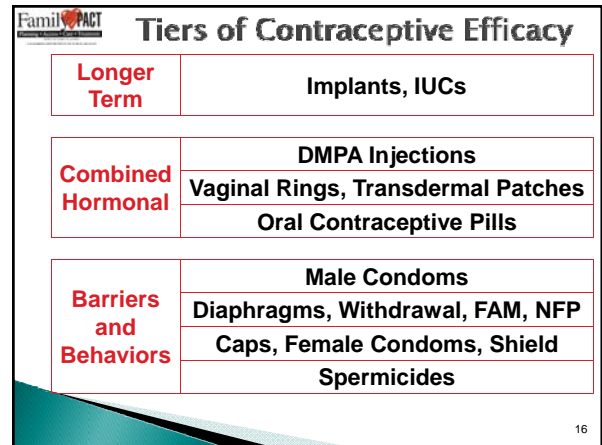 Family PACT
Tiers of Contraceptive Efficacy
Longer
Term
Implants, IUCs
Combined
Hormonal
DMPA Injections
Vaginal Rings, Transdermal Patches
Oral Contraceptive Pills
Barriers
and
Behaviors
Male Condoms
Diaphragms, Withdrawal, FAM, NFP
Caps, Female Condoms, Shield
Spermicides
16